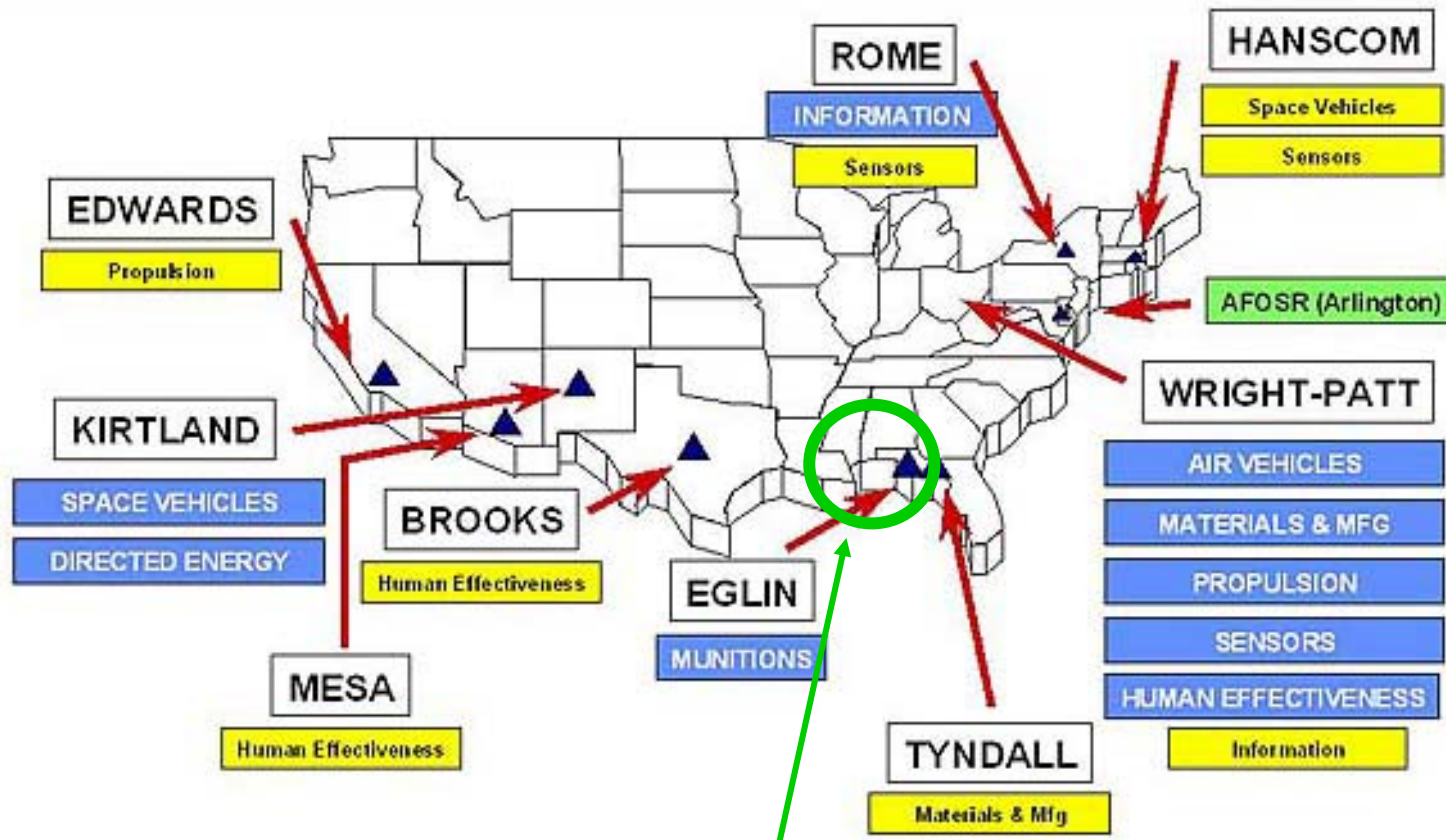 ROME
INFORMATION
Sensors
HANSCOM
Space Vehicles
Sensors
EDWARDS
Propulsion
AFOSR (Arlington)
KIRTLAND
SPACE VEHICLES
DIRECTED ENERGY
WRIGHT-PATT
AIR VEHICLES
MATERIALS & MFG
PROPULSION
SENSORS
HUMAN EFFECTIVENESS
Information
BROOKS
Human Effectiveness
EGLIN
MUNITIONS
MESA
Human Effectiveness
TYNDALL
Materials & Mfg